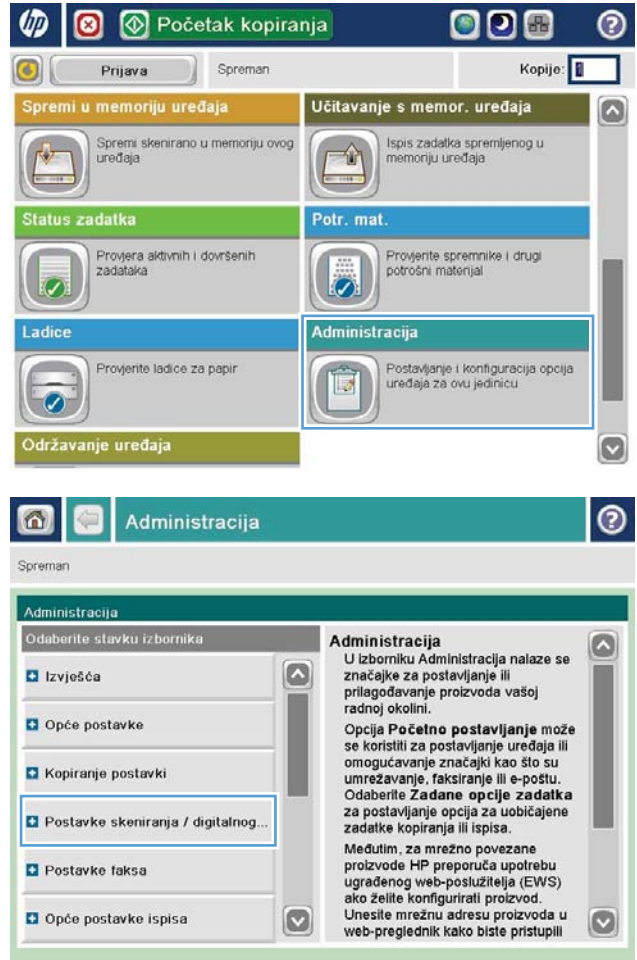 hp
Početak kopiranja
Prijava
Spreman
Kopije: 1
Spremi u memoriju uređaja
Spremi skenirano u memoriju ovog
uređaja
Učitavanje s memor. uređaja
Ispis zadatka spremljenog u
memoriju uređaja
Status zadatka
Provjera aktivnih i dovršenih
zadataka
Potr. mat.
Provjerite spremnike i drugi
potrošni materijal
Ladice
Provjerite ladice za papir
Administracija
Postavljanje i konfiguracija opcija
uređaja za ovu jedinicu
Održavanje uređaja
Administracija
Spreman
Administracija
Odaberite stavku izbornika
Izvješća
Opće postavke
Kopiranje postavki
Postavke skeniranja / digitalnog...
Postavke faksa
Opće postavke ispisa
Administracija
U izborniku Administracija nalaze se
značajke za postavljanje ili
prilagođavanje proizvoda vašoj
radnoj okolini.
Opcija Početno postavljanje može
se koristiti za postavljanje uređaja ili
omogućavanje značajki kao što su
umrežavanje, faksiranje ili e-poštu.
Odaberite Zadane opcije zadatka
za postavljanje opcija za uobičajene
zadatke kopiranja ili ispisa.
Međutim, za mrežno povezane
proizvode HP preporuča upotrebu
ugrađenog web-poslužitelja (EWS)
ako želite konfigurirati proizvod.
Unesite mrežnu adresu proizvoda u
web-preglednik kako biste pristupili